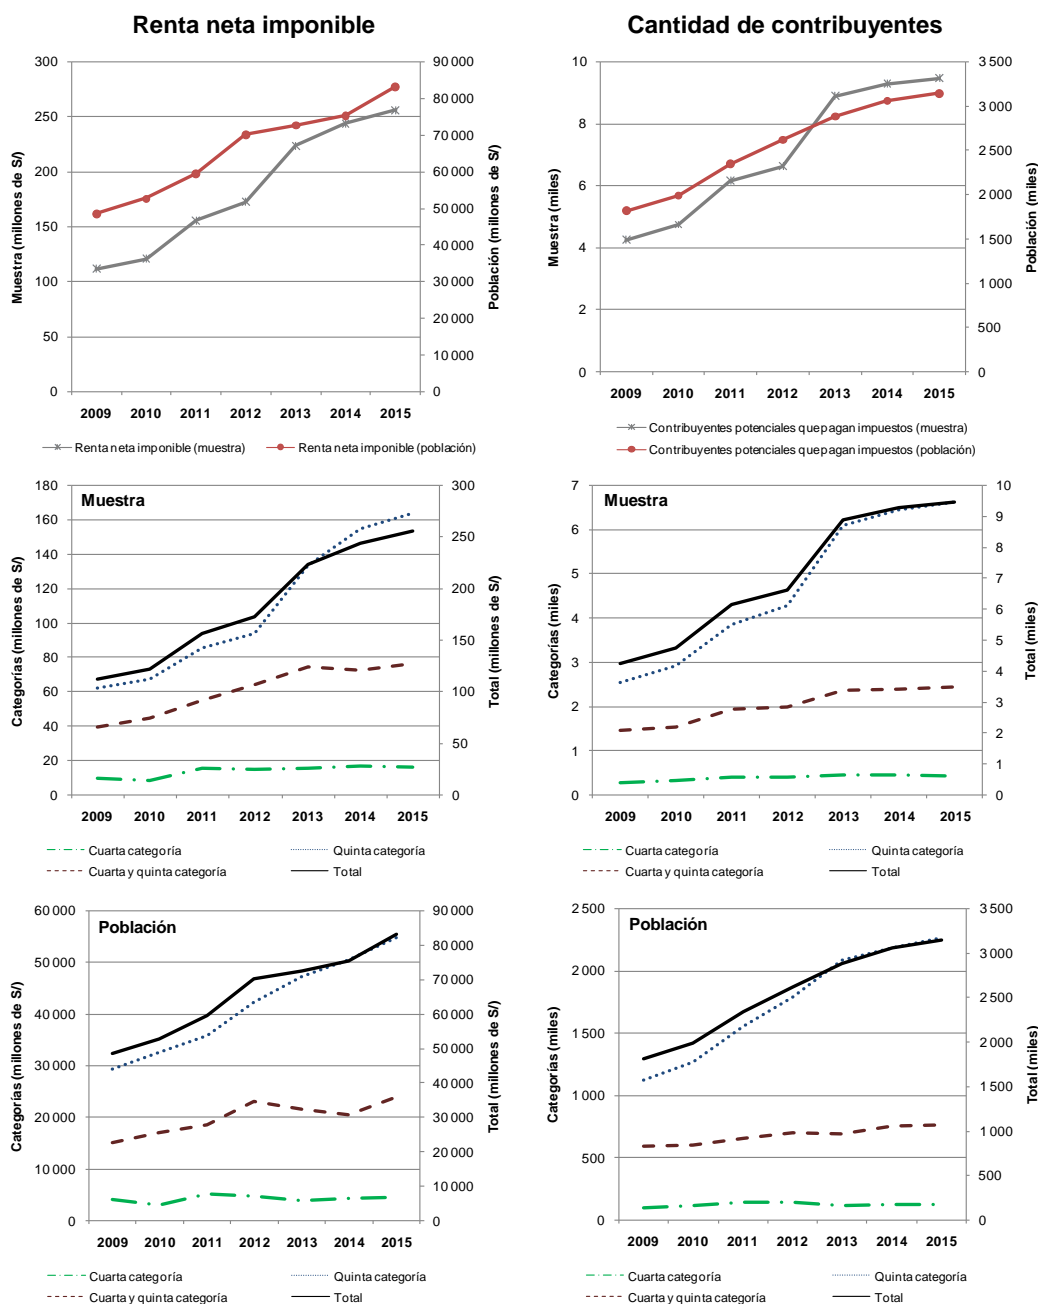 Renta neta imponible
300
250
200
150
100
50
0
Muestra (millones de S/)
90 000
80 000
70 000
60 000
50 000
40 000
30 000
20 000
10 000
0
Población (millones de S/)
2009 2010 2011 2012 2013 2014 2015
Renta neta imponible (muestra) Renta neta imponible (población)
Cantidad de contribuyentes
10
8
6
4
2
0
Muestra (miles)
3 500
3 000
2 500
2 000
1 500
1 000
500
0
Población (miles)
2009 2010 2011 2012 2013 2014 2015
Contribuyentes potenciales que pagan impuestos (muestra)
Contribuyentes potenciales que pagan impuestos (población)
Muestra
180
160
140
120
100
80
60
40
20
0
Categorías (millones de S/)
300
250
200
150
100
50
0
Total (millones de S/)
2009 2010 2011 2012 2013 2014 2015
Cuarta categoría Quinta categoría
Cuarta y quinta categoría Total
Muestra
7
6
5
4
3
2
1
0
Categorías (miles)
10
9
8
7
6
5
4
3
2
1
0
Total (miles)
2009 2010 2011 2012 2013 2014 2015
Cuarta categoría Quinta categoría
Cuarta y quinta categoría Total
Población
60 000
50 000
40 000
30 000
20 000
10 000
0
Categorías (millones de S/)
90 000
80 000
70 000
60 000
50 000
40 000
30 000
20 000
10 000
0
Total (millones de S/)
2009 2010 2011 2012 2013 2014 2015
Cuarta categoría Quinta categoría
Cuarta y quinta categoría Total
Población
2 500
2 000
1 500
1 000
500
0
Categorías (miles)
3 500
3 000
2 500
2 000
1 500
1 000
500
0
Total (miles)
2009 2010 2011 2012 2013 2014 2015
Cuarta categoría Quinta categoría
Cuarta y quinta categoría Total